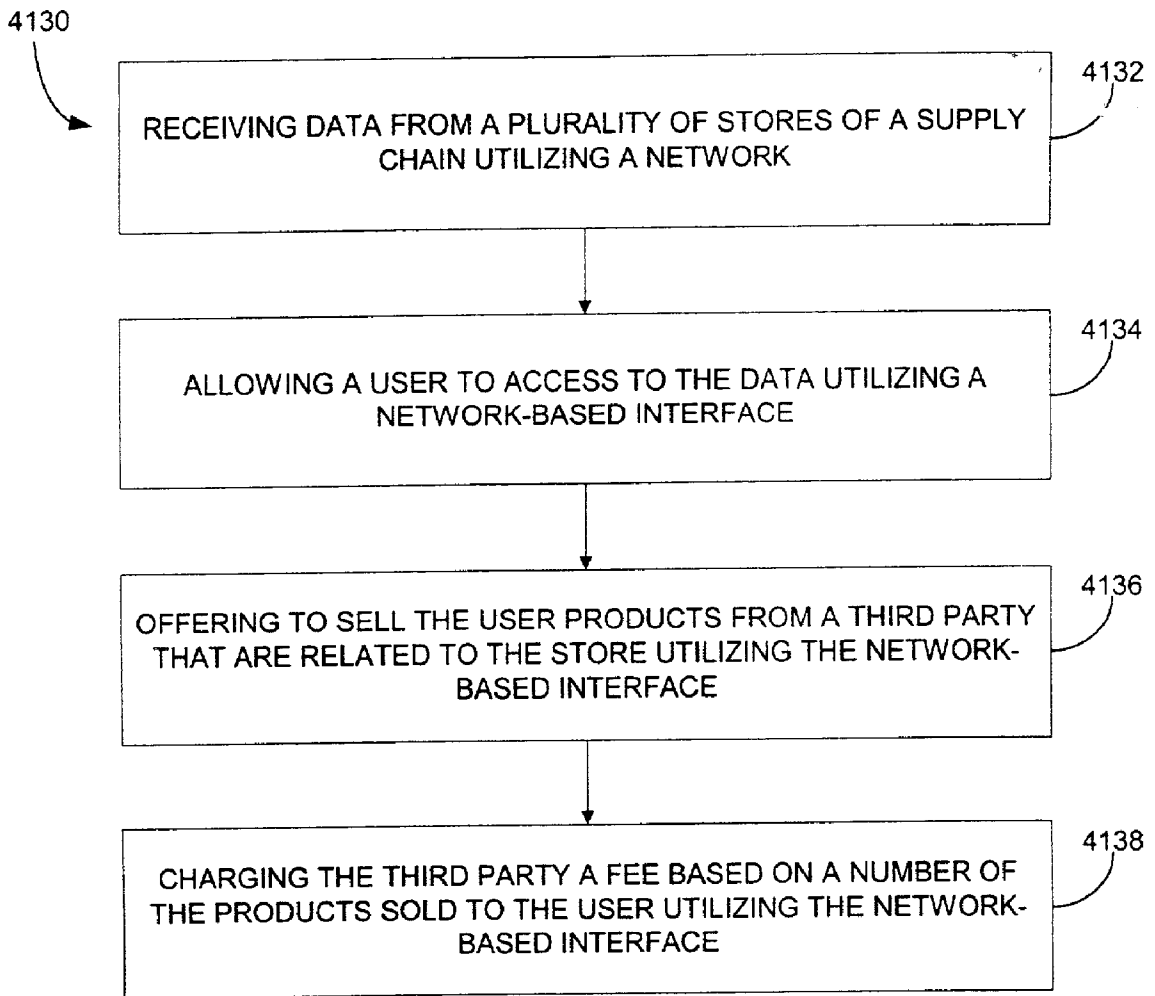 4130
4132
RECEIVING DATA FROM A PLURALITY OF STORES OF A SUPPLY
CHAIN UTILIZING A NETWORK
4134
ALLOWING A USER TO ACCESS TO THE DATA UTILIZING A
NETWORK-BASED INTERFACE
4136
OFFERING TO SELL THE USER PRODUCTS FROM A THIRD PARTY
THAT ARE RELATED TO THE STORE UTILIZING THE NETWORK-
BASED INTERFACE
4138
CHARGING THE THIRD PARTY A FEE BASED ON A NUMBER OF
THE PRODUCTS SOLD TO THE USER UTILIZING THE NETWORK-
BASED INTERFACE